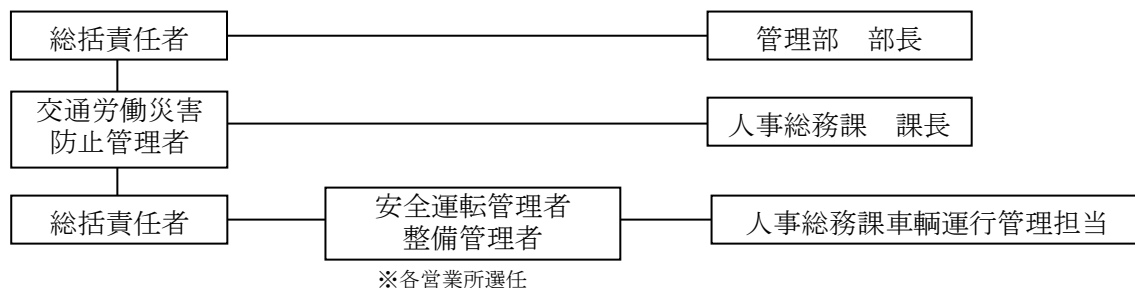 総括責任者
管理部　部長
交通労働災害
防止管理者
人事総務課　課長
総括責任者
安全運転管理者
整備管理者
人事総務課車輌運行管理担当
※各営業所選任